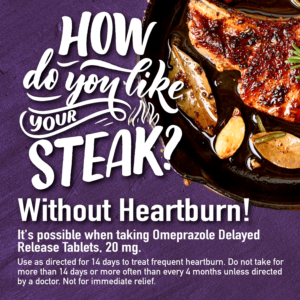 HOW
do you like
YOUR
STEAK?
Without Heartburn!
It's possible when taking Omeprazole Delayed
Release Tablets, 20 mg.
Use as directed for 14 days to treat frequent heartburn. Do not take for
more than 14 days or more often than every 4 months unless directed
by a doctor. Not for immediate relief.